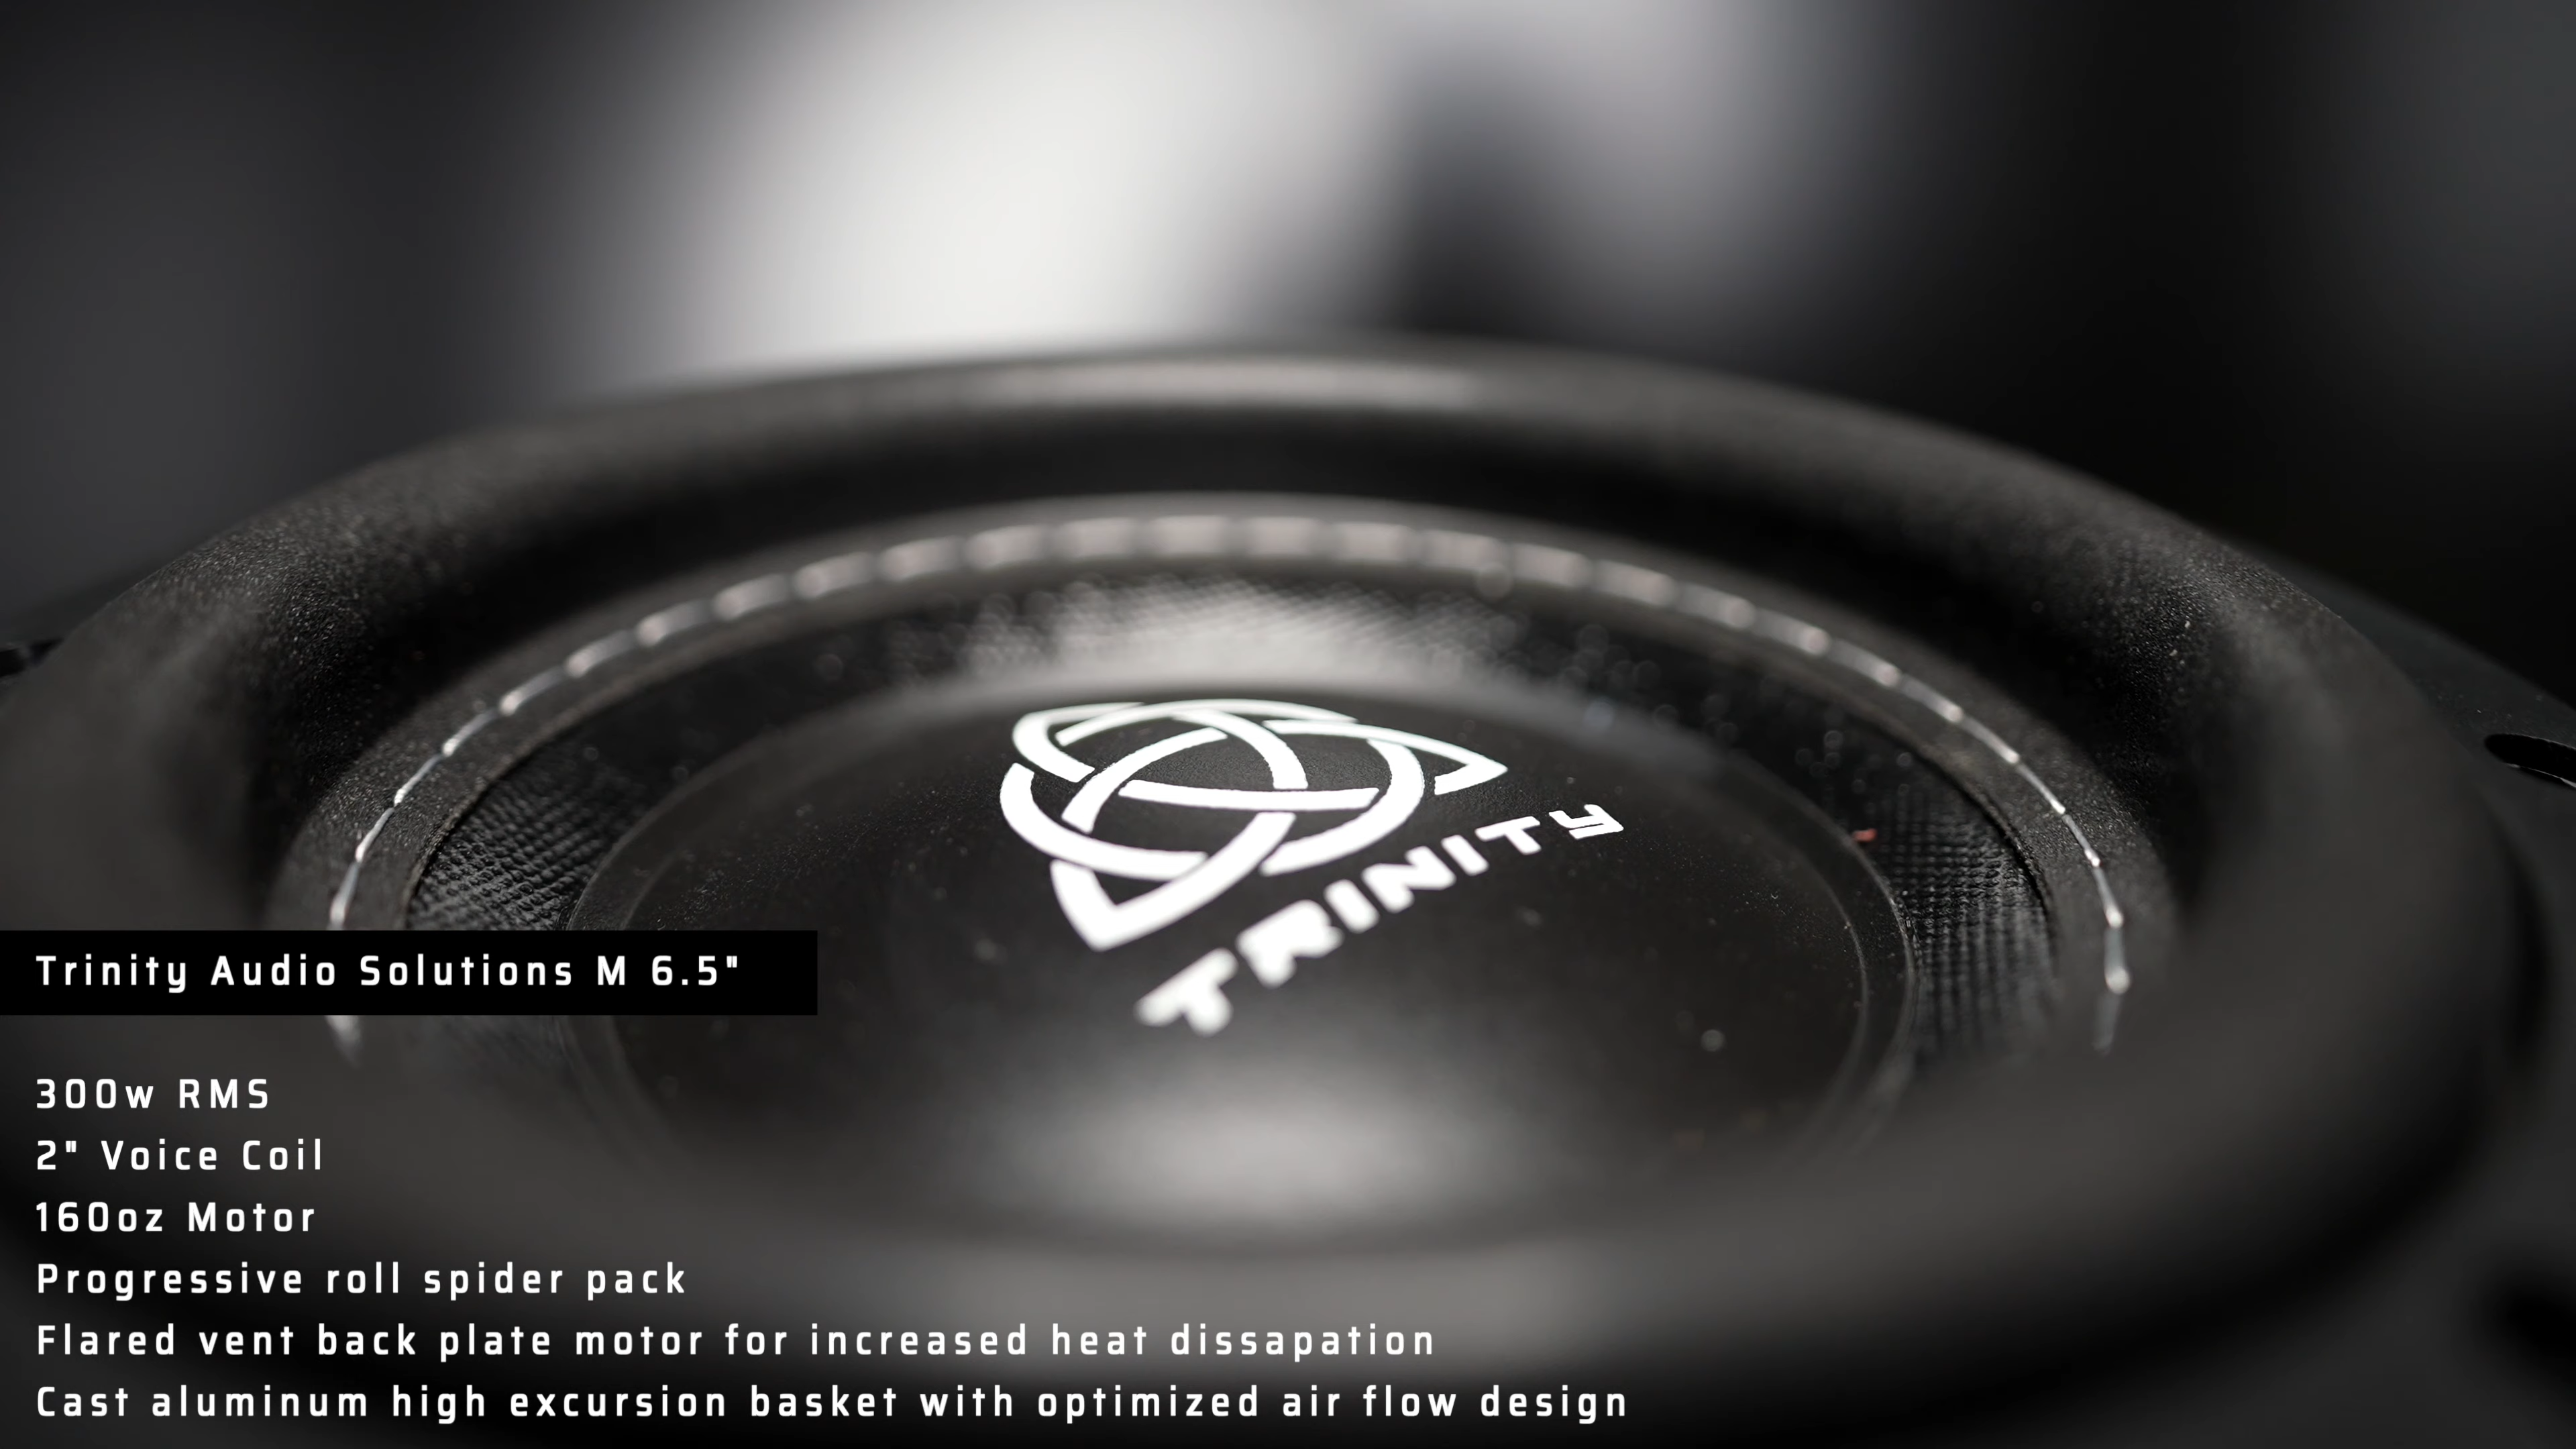 TRINITY
Trinity Audio Solutions M 6.5"
300w RMS
2" Voice Coil
160oz Motor
Progressive roll spider pack
Flared vent back plate motor for increased heat dissapation
Cast aluminum high excursion basket with optimized air flow design